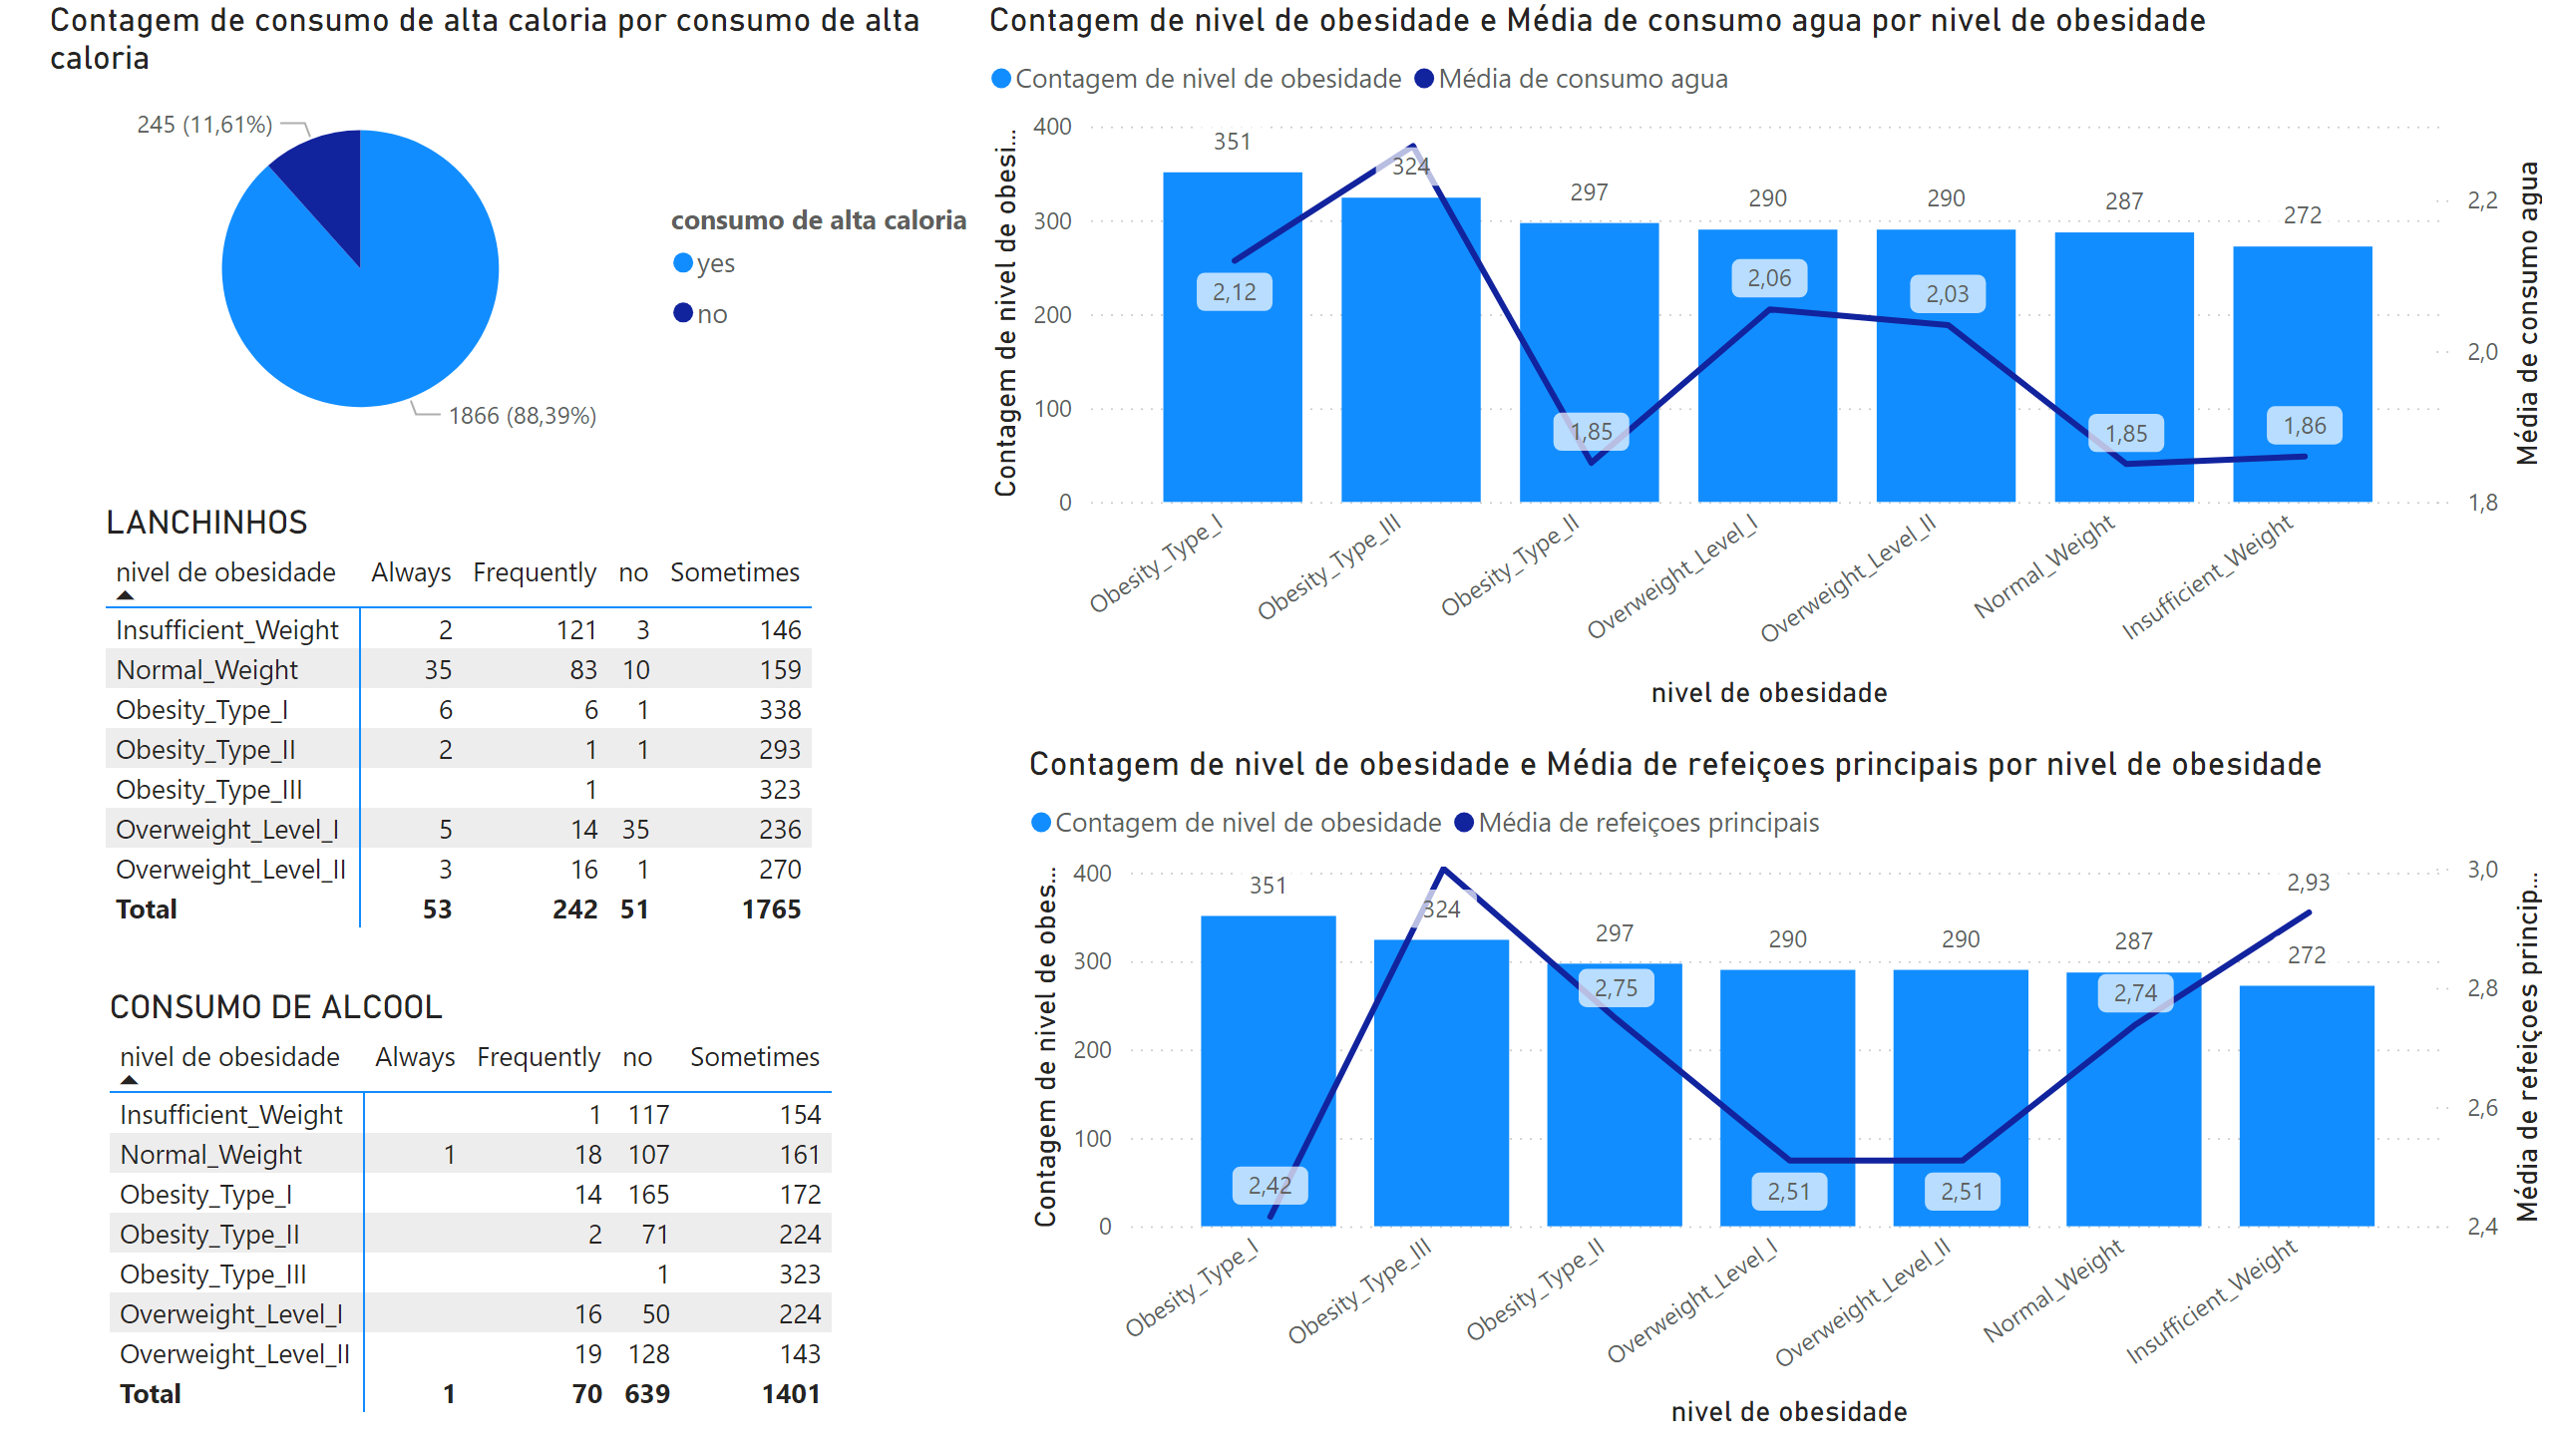 Contagem de consumo de alta caloria por consumo de alta
caloria
245 (11,61%)
1866 (88,39%)
consumo de alta caloria
yes
no
LANCHINHOS
nivel de obesidade Always Frequently no Sometimes
Insufficient_Weight 2 121 3 146
Normal_Weight 35 83 10 159
Obesity_Type_I 6 6 1 338
Obesity_Type_II 2 1 1 293
Obesity_Type_III 1 323
Overweight_Level_I 5 14 35 236
Overweight_Level_II 3 16 1 270
Total 53 242 51 1765
CONSUMO DE ALCOOL
nivel de obesidade Always Frequently no Sometimes
Insufficient_Weight 1 117 154
Normal_Weight 1 18 107 161
Obesity_Type_I 14 165 172
Obesity_Type_II 2 71 224
Obesity_Type_III 1 323
Overweight_Level_I 16 50 224
Overweight_Level_II 19 128 143
Total 1 70 639 1401
Contagem de nivel de obesidade e Média de consumo agua por nivel de obesidade
Contagem de nivel de obesidade Média de consumo agua
Contagem de nivel de obesi...
400
300
200
100
0
351
324
297
290
290
287
272
2,12
1,85
2,06
2,03
1,85
1,86
2,2
2,0
1,8
Média de consumo agua
Obesity_Type_I
Obesity_Type_III
Obesity_Type_II
Overweight_Level_I
Overweight_Level_II
Normal_Weight
Insufficient_Weight
nivel de obesidade
Contagem de nivel de obesidade e Média de refeiçoes principais por nivel de obesidade
Contagem de nivel de obesidade Média de refeiçoes principais
Contagem de nivel de obes...
400
300
200
100
0
351
324
297
290
290
287
272
2,42
2,75
2,51
2,51
2,74
2,93
3,0
2,8
2,6
2,4
Média de refeiçoes princip...
Obesity_Type_I
Obesity_Type_III
Obesity_Type_II
Overweight_Level_I
Overweight_Level_II
Normal_Weight
Insufficient_Weight
nivel de obesidade